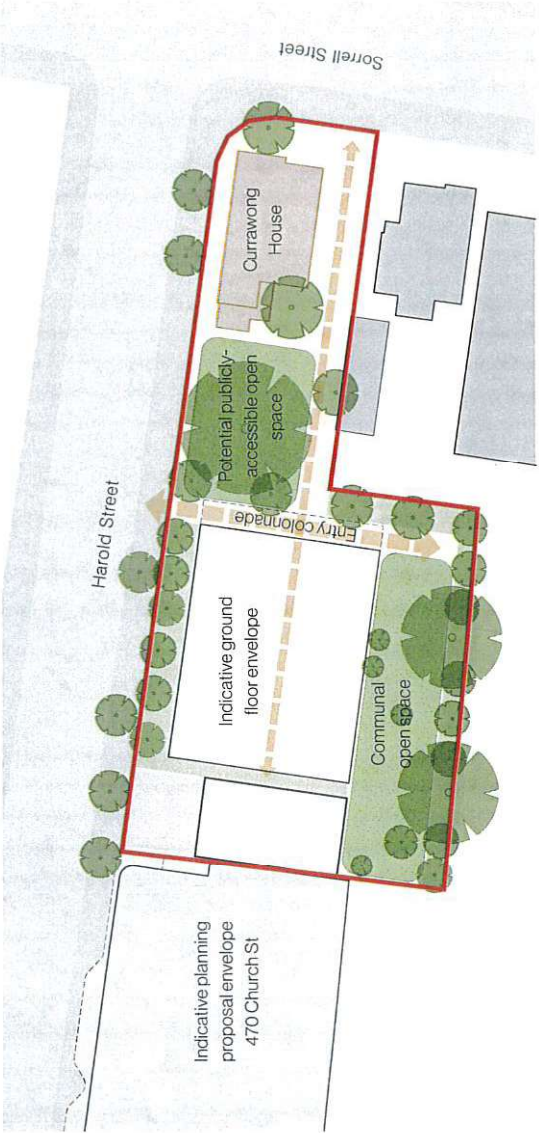 Sorrell Street
Currawong
House
Potential publicly-
accessible open
space
Harold Street
Entry colonnade
Indicative ground
floor envelope
Communal
open space
Indicative planning
proposal envelope
470 Church St